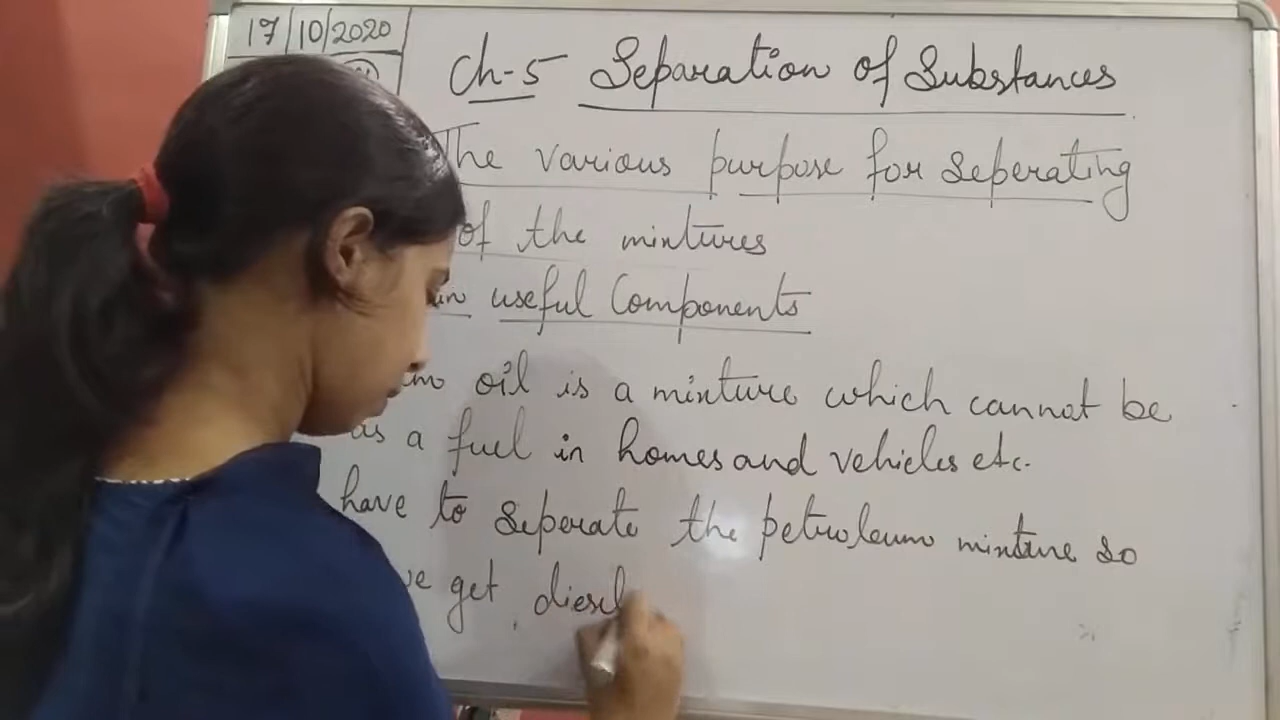 17/10/2020
Ch-5 Separation of Substances
The various purpose for Seperating
of the mixtures
useful Components
oil is a mixture which cannot be
as a fuel in homes and vehicles etc.
have to Seperate the petroleum mixture so
get, diesel